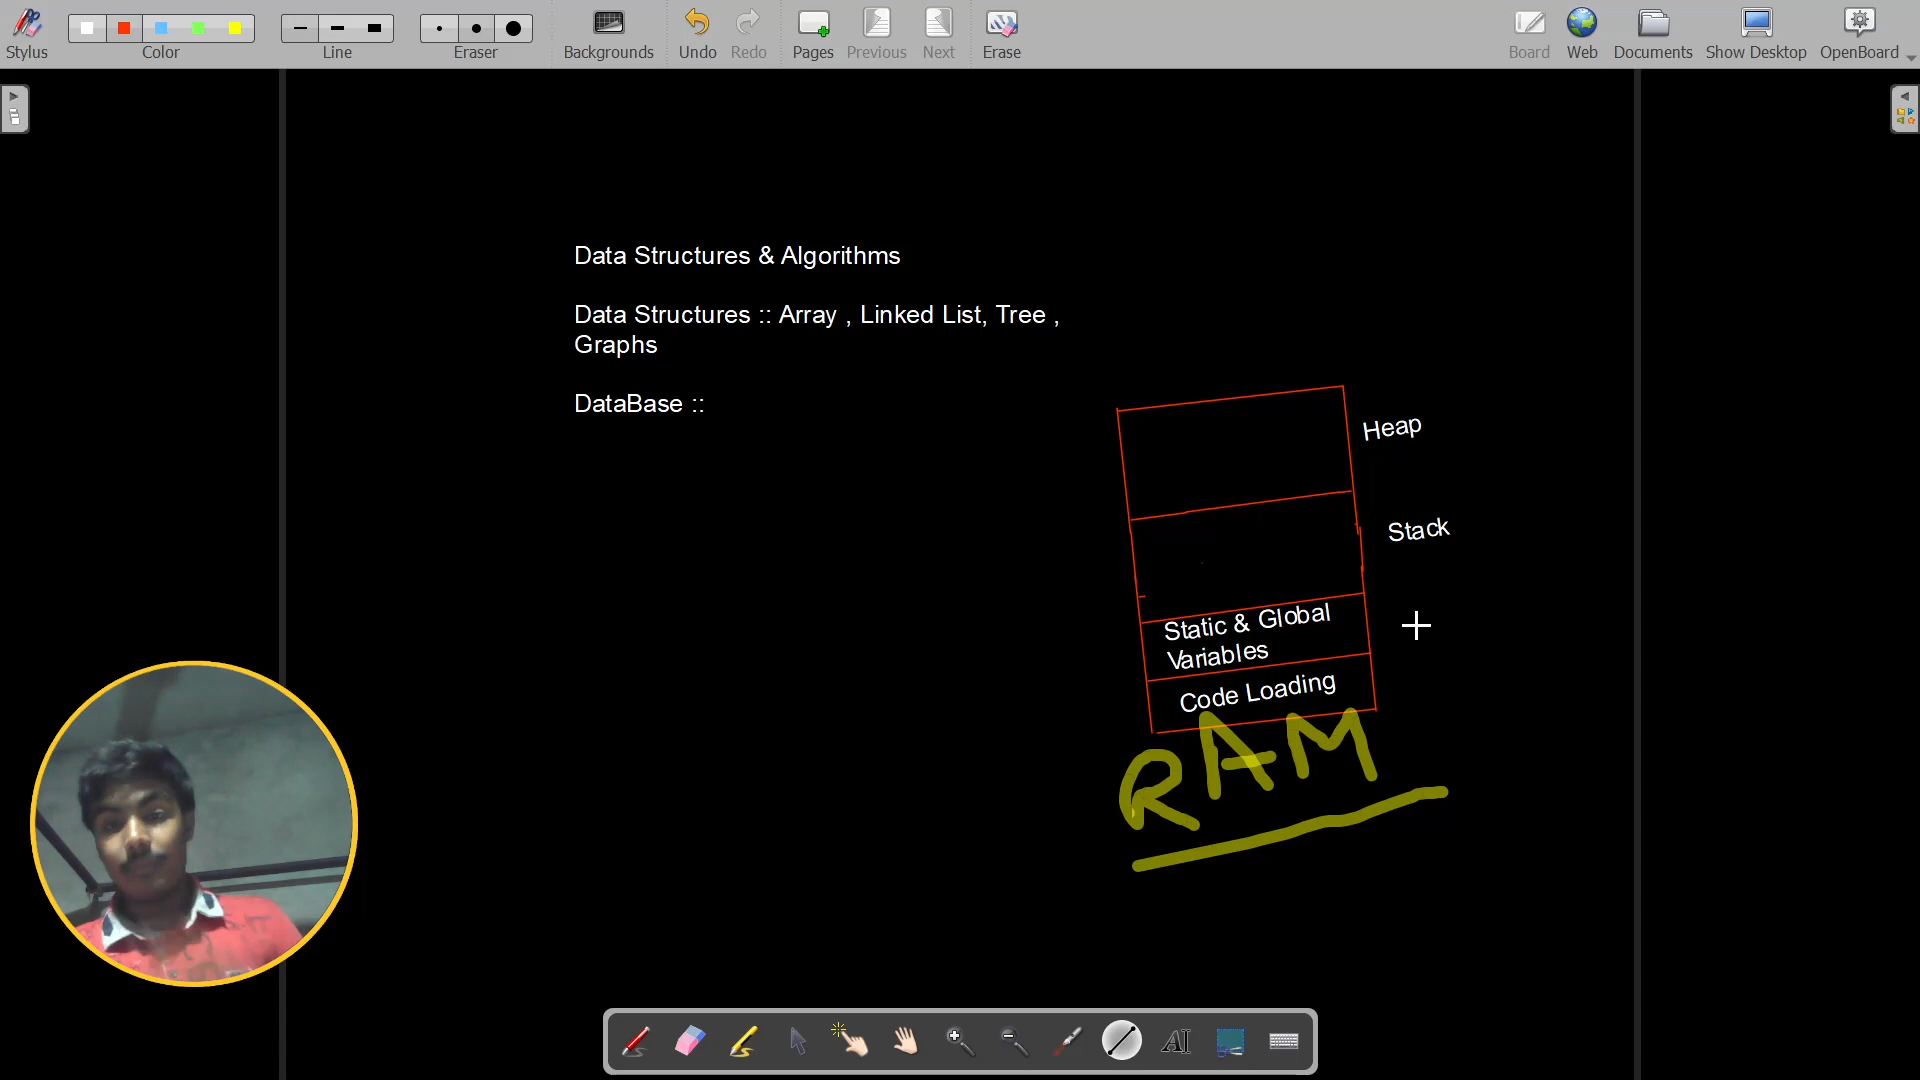 Stylus
Color
Line
Eraser
Backgrounds
Undo
Redo
Pages
Previous
Next
Erase
Board
Web
Documents
Show Desktop
OpenBoard
Data Structures & Algorithms
Data Structures :: Array , Linked List, Tree ,
Graphs
DataBase ::
Heap
Stack
Static & Global
Variables
Code Loading
RAM
AI